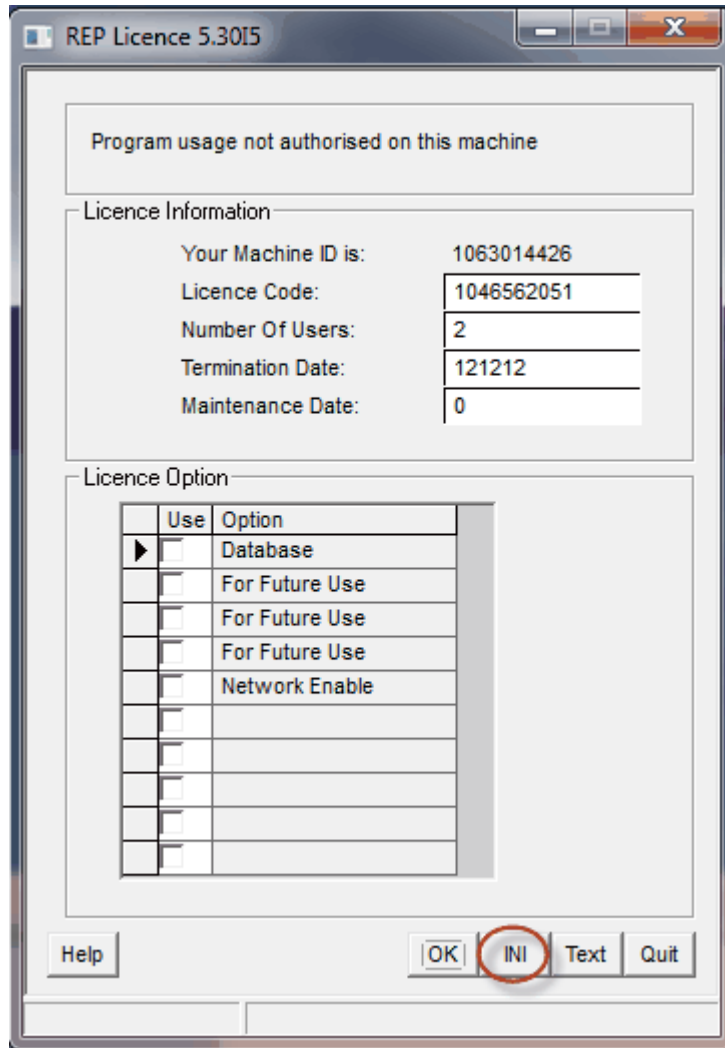 REP Licence 5.30I5
Program usage not authorised on this machine
Licence Information
Your Machine ID is: 1063014426
Licence Code: 1046562051
Number Of Users: 2
Termination Date: 121212
Maintenance Date: 0
Licence Option
Use Option
Database
For Future Use
For Future Use
For Future Use
Network Enable
Help OK INI Text Quit